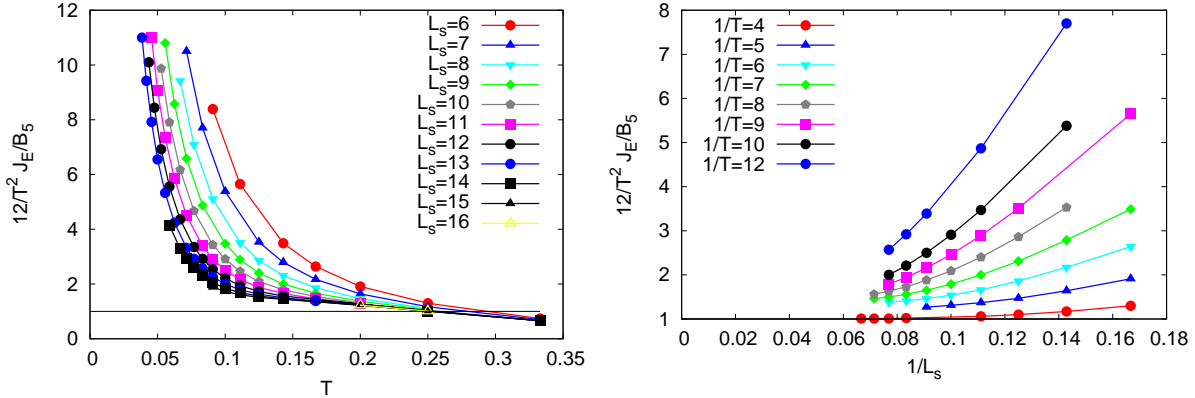 12/T² J_E/B_5
12
10
8
6
4
2
0
0
0.05
0.1
0.15
0.2
0.25
0.3
0.35
T
L_s=6
L_s=7
L_s=8
L_s=9
L_s=10
L_s=11
L_s=12
L_s=13
L_s=14
L_s=15
L_s=16
12/T² J_E/B_5
8
7
6
5
4
3
2
1
0
0.02
0.04
0.06
0.08
0.1
0.12
0.14
0.16
0.18
1/L_s
1/T=4
1/T=5
1/T=6
1/T=7
1/T=8
1/T=9
1/T=10
1/T=12